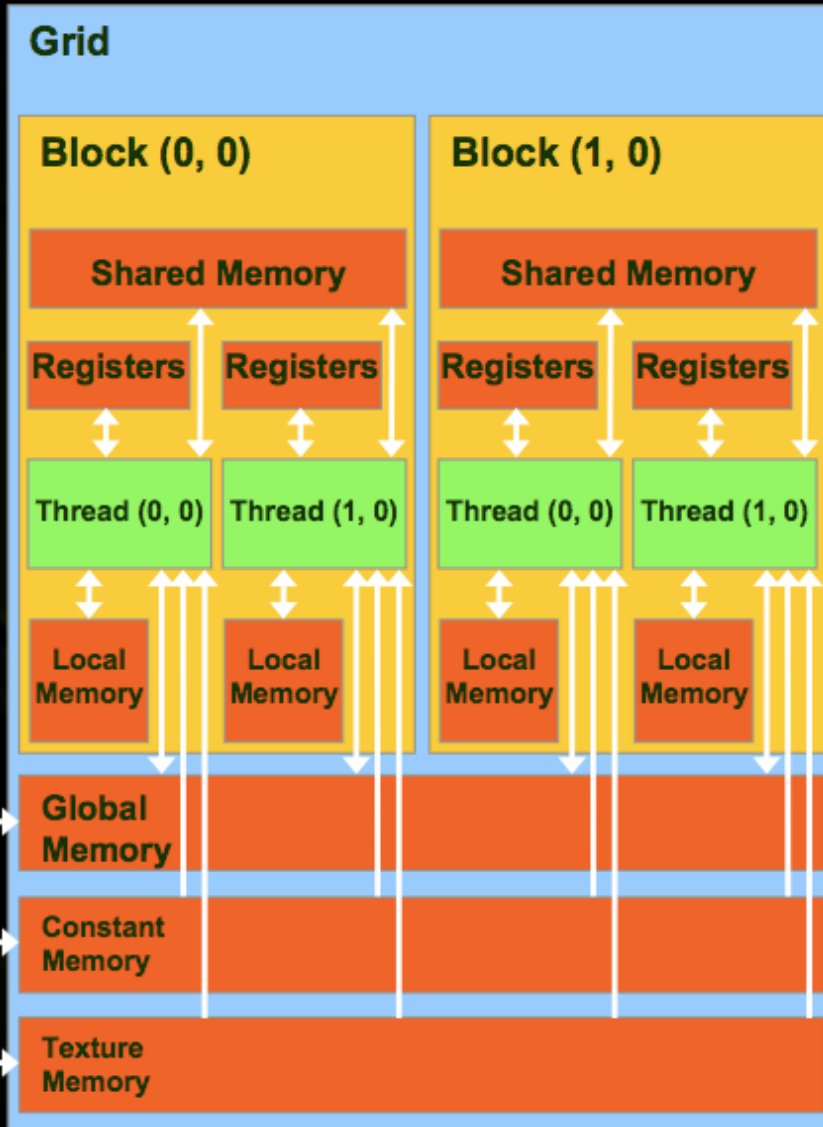 Grid
Block (0, 0)
Block (1, 0)
Shared Memory
Shared Memory
Registers
Registers
Registers
Registers
Thread (0, 0)
Thread (1, 0)
Thread (0, 0)
Thread (1, 0)
Local
Memory
Local
Memory
Local
Memory
Local
Memory
Global
Memory
Constant
Memory
Texture
Memory